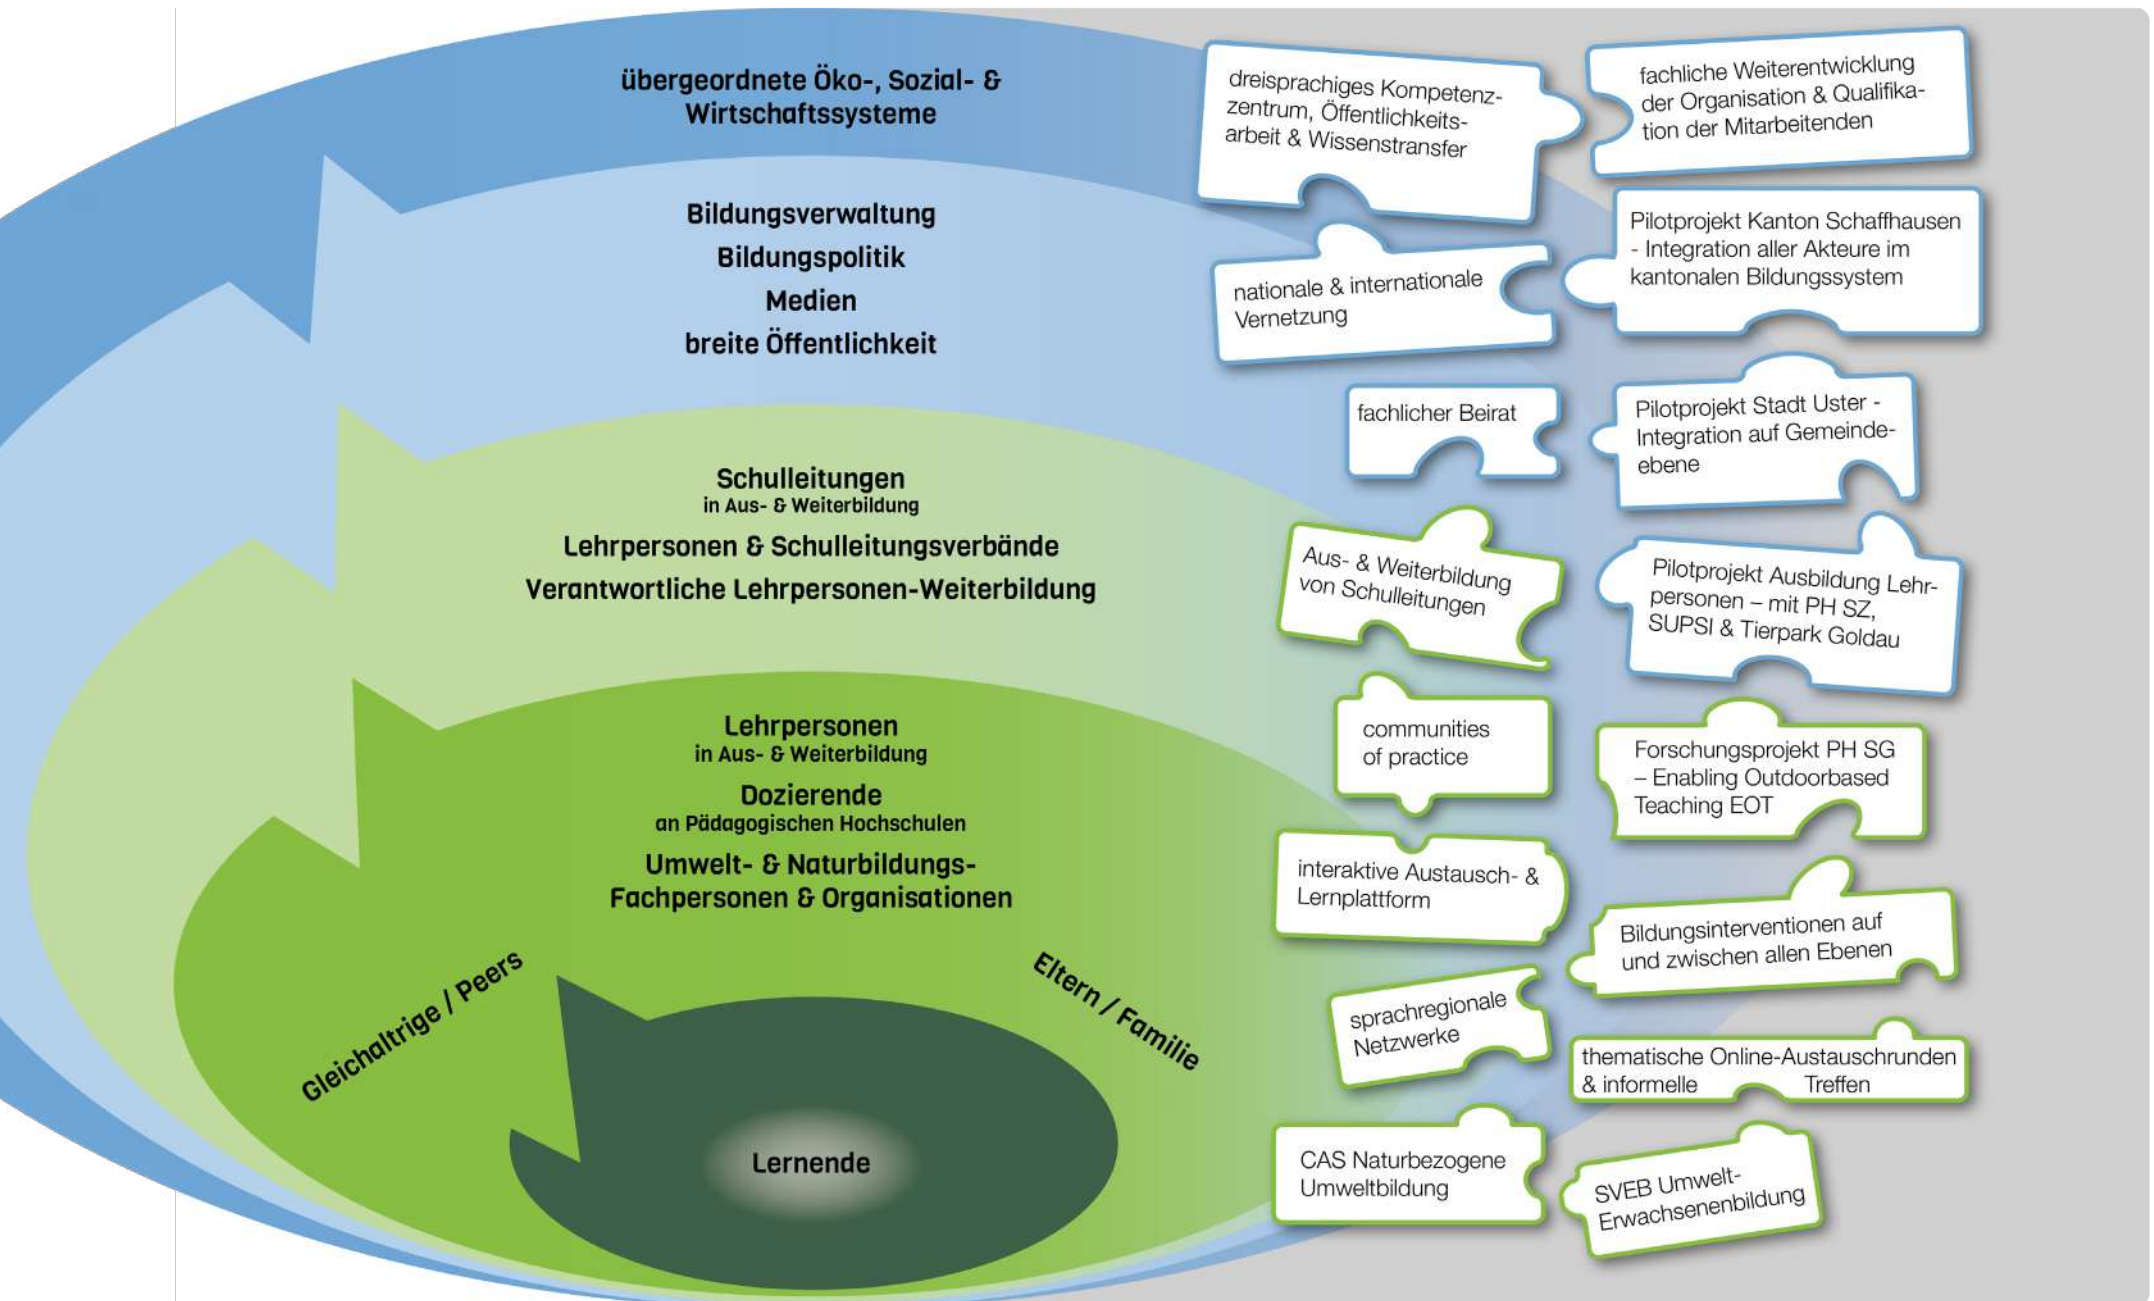 übergeordnete Öko-, Sozial- &
Wirtschaftssysteme
Bildungsverwaltung
Bildungspolitik
Medien
breite Öffentlichkeit
Schulleitungen
in Aus- & Weiterbildung
Lehrpersonen & Schulleitungsverbände
Verantwortliche Lehrpersonen-Weiterbildung
Lehrpersonen
in Aus- & Weiterbildung
Dozierende
an Pädagogischen Hochschulen
Umwelt- & Naturbildungs-
Fachpersonen & Organisationen
Gleichaltrige / Peers
Eltern / Familie
Lernende
dreisprachiges Kompetenz-
zentrum, Öffentlichkeits-
arbeit & Wissenstransfer
fachliche Weiterentwicklung
der Organisation & Qualifika-
tion der Mitarbeitenden
nationale & internationale
Vernetzung
Pilotprojekt Kanton Schaffhausen
- Integration aller Akteure im
kantonalen Bildungssystem
fachlicher Beirat
Pilotprojekt Stadt Uster -
Integration auf Gemeinde-
ebene
Aus- & Weiterbildung
von Schulleitungen
Pilotprojekt Ausbildung Lehr-
personen – mit PH SZ,
SUPSI & Tierpark Goldau
communities
of practice
Forschungsprojekt PH SG
– Enabling Outdoorbased
Teaching EOT
interaktive Austausch- &
Lernplattform
Bildungsinterventionen auf
und zwischen allen Ebenen
sprachregionale
Netzwerke
thematische Online-Austauschrunden
& informelle Treffen
CAS Naturbezogene
Umweltbildung
SVEB Umwelt-
Erwachsenenbildung